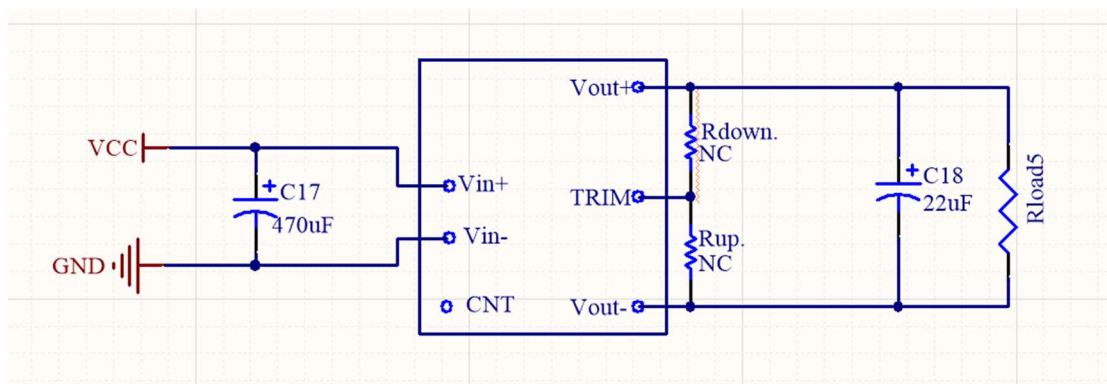 Vout+
Rdown.
NC
VCC
Vin+
C17
470uF
TRIM
C18
22uF
Rload5
Vin-
Rup.
NC
GND
CNT
Vout-